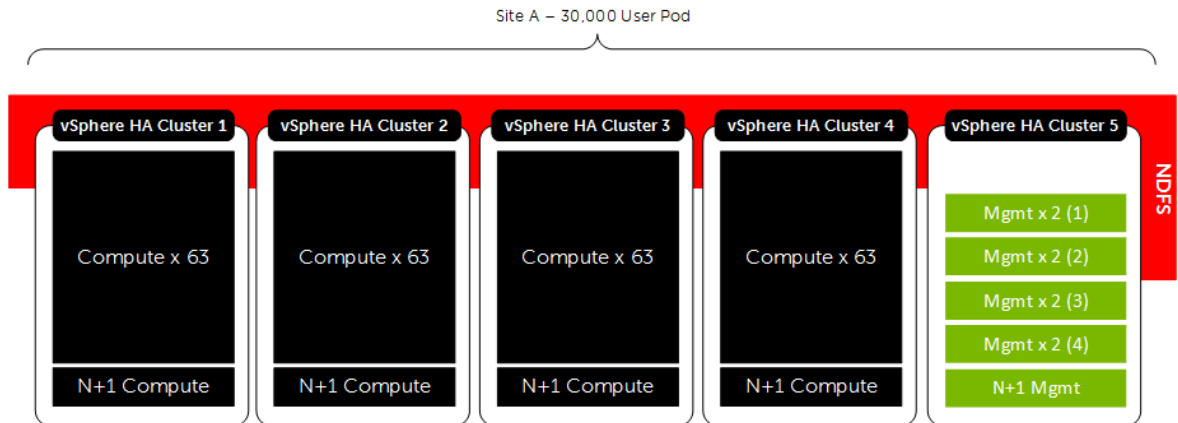 Site A – 30,000 User Pod
vSphere HA Cluster 1
vSphere HA Cluster 2
vSphere HA Cluster 3
vSphere HA Cluster 4
vSphere HA Cluster 5
NDFS
Compute x 63
Compute x 63
Compute x 63
Compute x 63
Mgmt x 2 (1)
Mgmt x 2 (2)
Mgmt x 2 (3)
Mgmt x 2 (4)
N+1 Compute
N+1 Compute
N+1 Compute
N+1 Compute
N+1 Mgmt